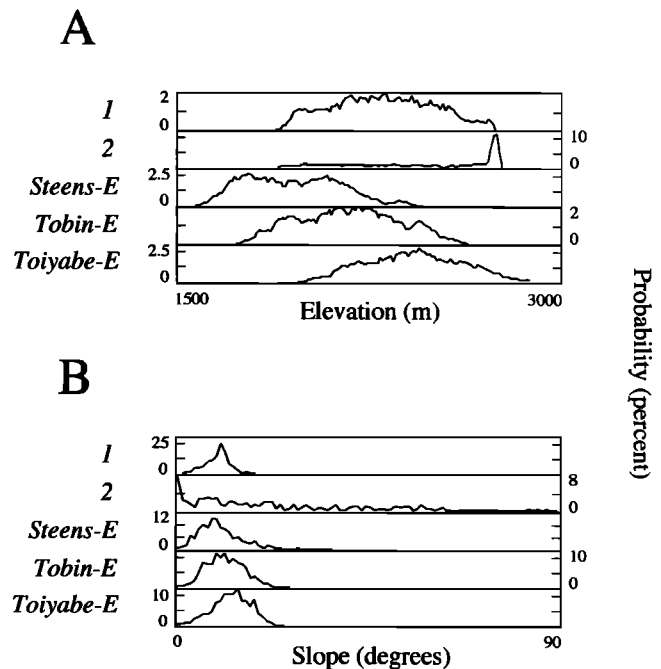 A
1 2 0
2 10 0
Steens-E 2.5 0
Tobin-E 2 0
Toiyabe-E 2.5 0
1500 3000
Elevation (m)
Probability (percent)
B
1 25 0
2 8 0
Steens-E 12 0
Tobin-E 10 0
Toiyabe-E 10 0
0 90
Slope (degrees)